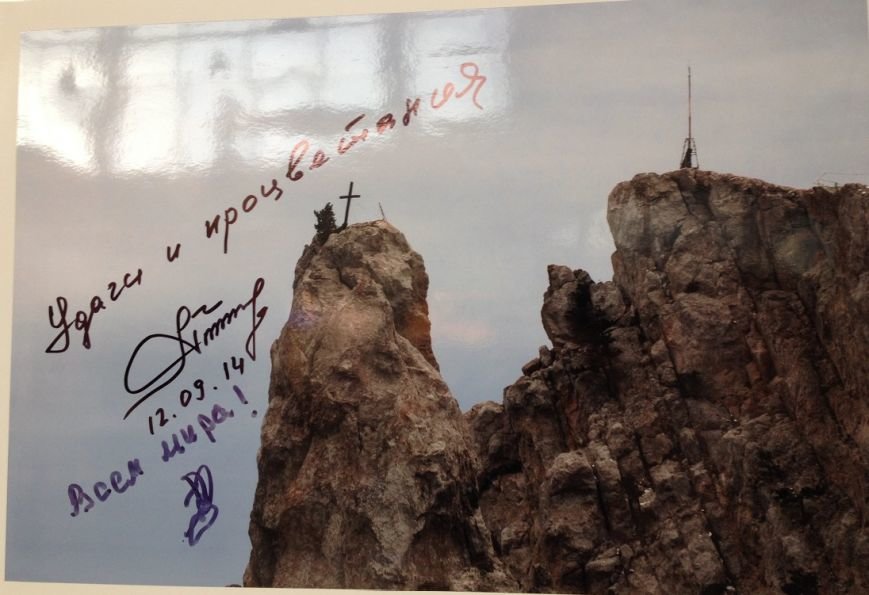 Удачи и процветания
12.09.14
Всем мира!